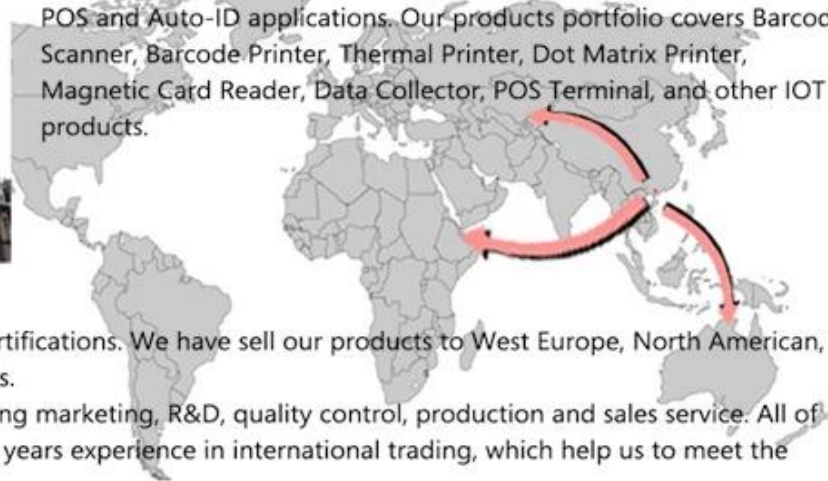 POS and Auto-ID applications. Our products portfolio covers Barcod
Scanner, Barcode Printer, Thermal Printer, Dot Matrix Printer,
Magnetic Card Reader, Data Collector, POS Terminal, and other IOT
products.
rtifications. We have sell our products to West Europe, North American,
s.
ng marketing, R&D, quality control, production and sales service. All of
years experience in international trading, which help us to meet the